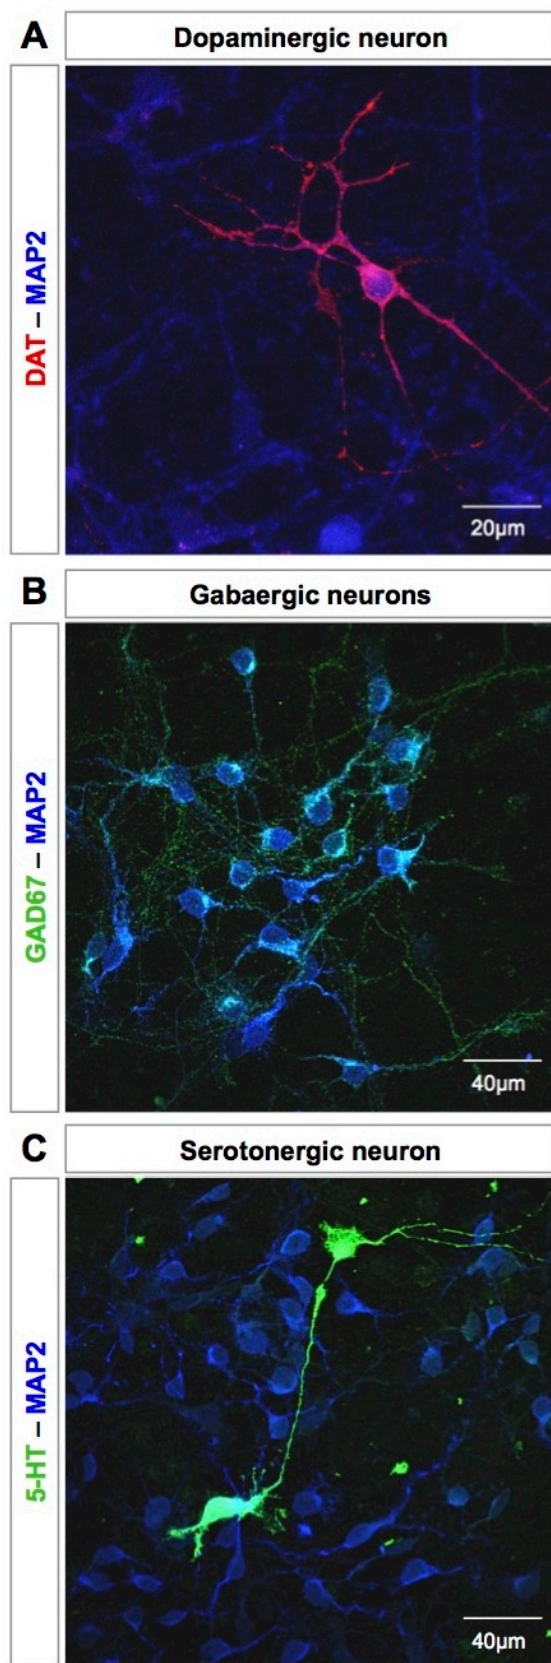 A
Dopaminergic neuron
DAT – MAP2
20µm
B
Gabaergic neurons
GAD67 – MAP2
40µm
C
Serotonergic neuron
5-HT – MAP2
40µm